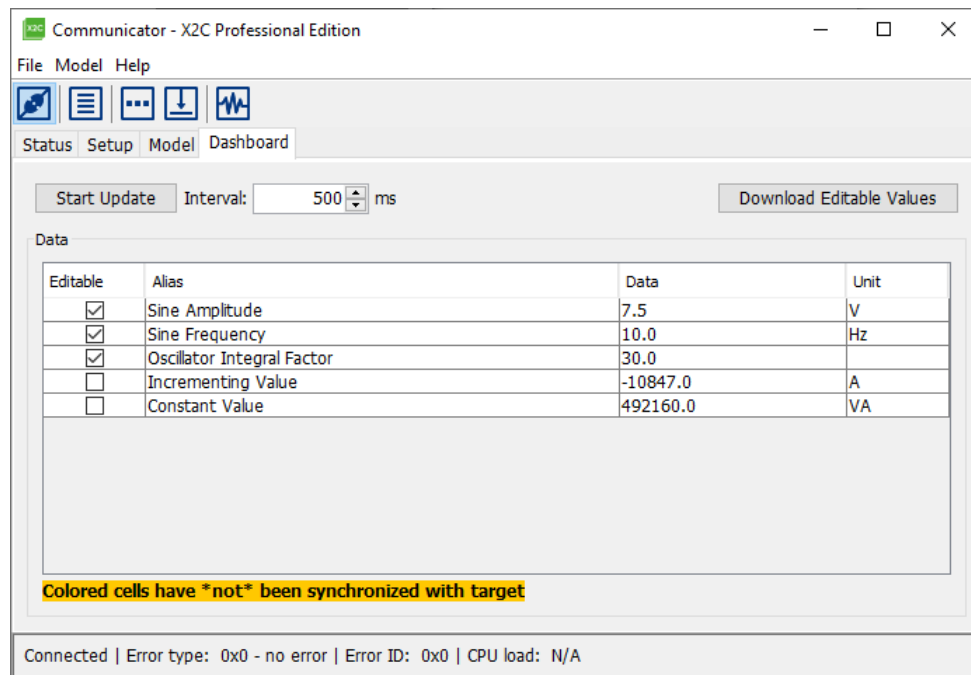 X2C Communicator - X2C Professional Edition
File Model Help
Status Setup Model Dashboard
Start Update Interval: 500 ms Download Editable Values
Data
Editable Alias Data Unit
Sine Amplitude 7.5 V
Sine Frequency 10.0 Hz
Oscillator Integral Factor 30.0
Incrementing Value -10847.0 A
Constant Value 492160.0 VA
Colored cells have *not* been synchronized with target
Connected | Error type: 0x0 - no error | Error ID: 0x0 | CPU load: N/A